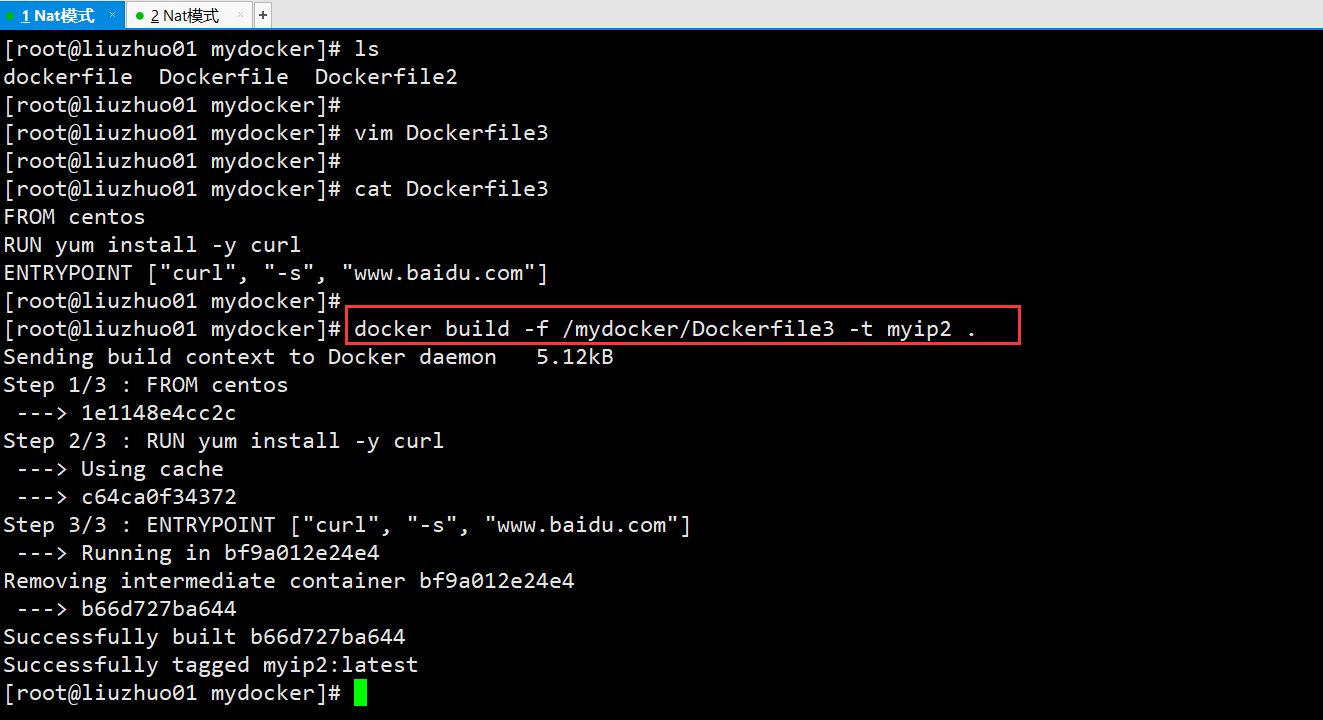 1 Nat模式 × 2 Nat模式 × +
[root@liuzhuo01 mydocker]# ls
dockerfile  Dockerfile  Dockerfile2
[root@liuzhuo01 mydocker]#
[root@liuzhuo01 mydocker]# vim Dockerfile3
[root@liuzhuo01 mydocker]#
[root@liuzhuo01 mydocker]# cat Dockerfile3
FROM centos
RUN yum install -y curl
ENTRYPOINT ["curl", "-s", "www.baidu.com"]
[root@liuzhuo01 mydocker]#
[root@liuzhuo01 mydocker]# docker build -f /mydocker/Dockerfile3 -t myip2 .
Sending build context to Docker daemon   5.12kB
Step 1/3 : FROM centos
 ---> 1e1148e4cc2c
Step 2/3 : RUN yum install -y curl
 ---> Using cache
 ---> c64ca0f34372
Step 3/3 : ENTRYPOINT ["curl", "-s", "www.baidu.com"]
 ---> Running in bf9a012e24e4
Removing intermediate container bf9a012e24e4
 ---> b66d727ba644
Successfully built b66d727ba644
Successfully tagged myip2:latest
[root@liuzhuo01 mydocker]#